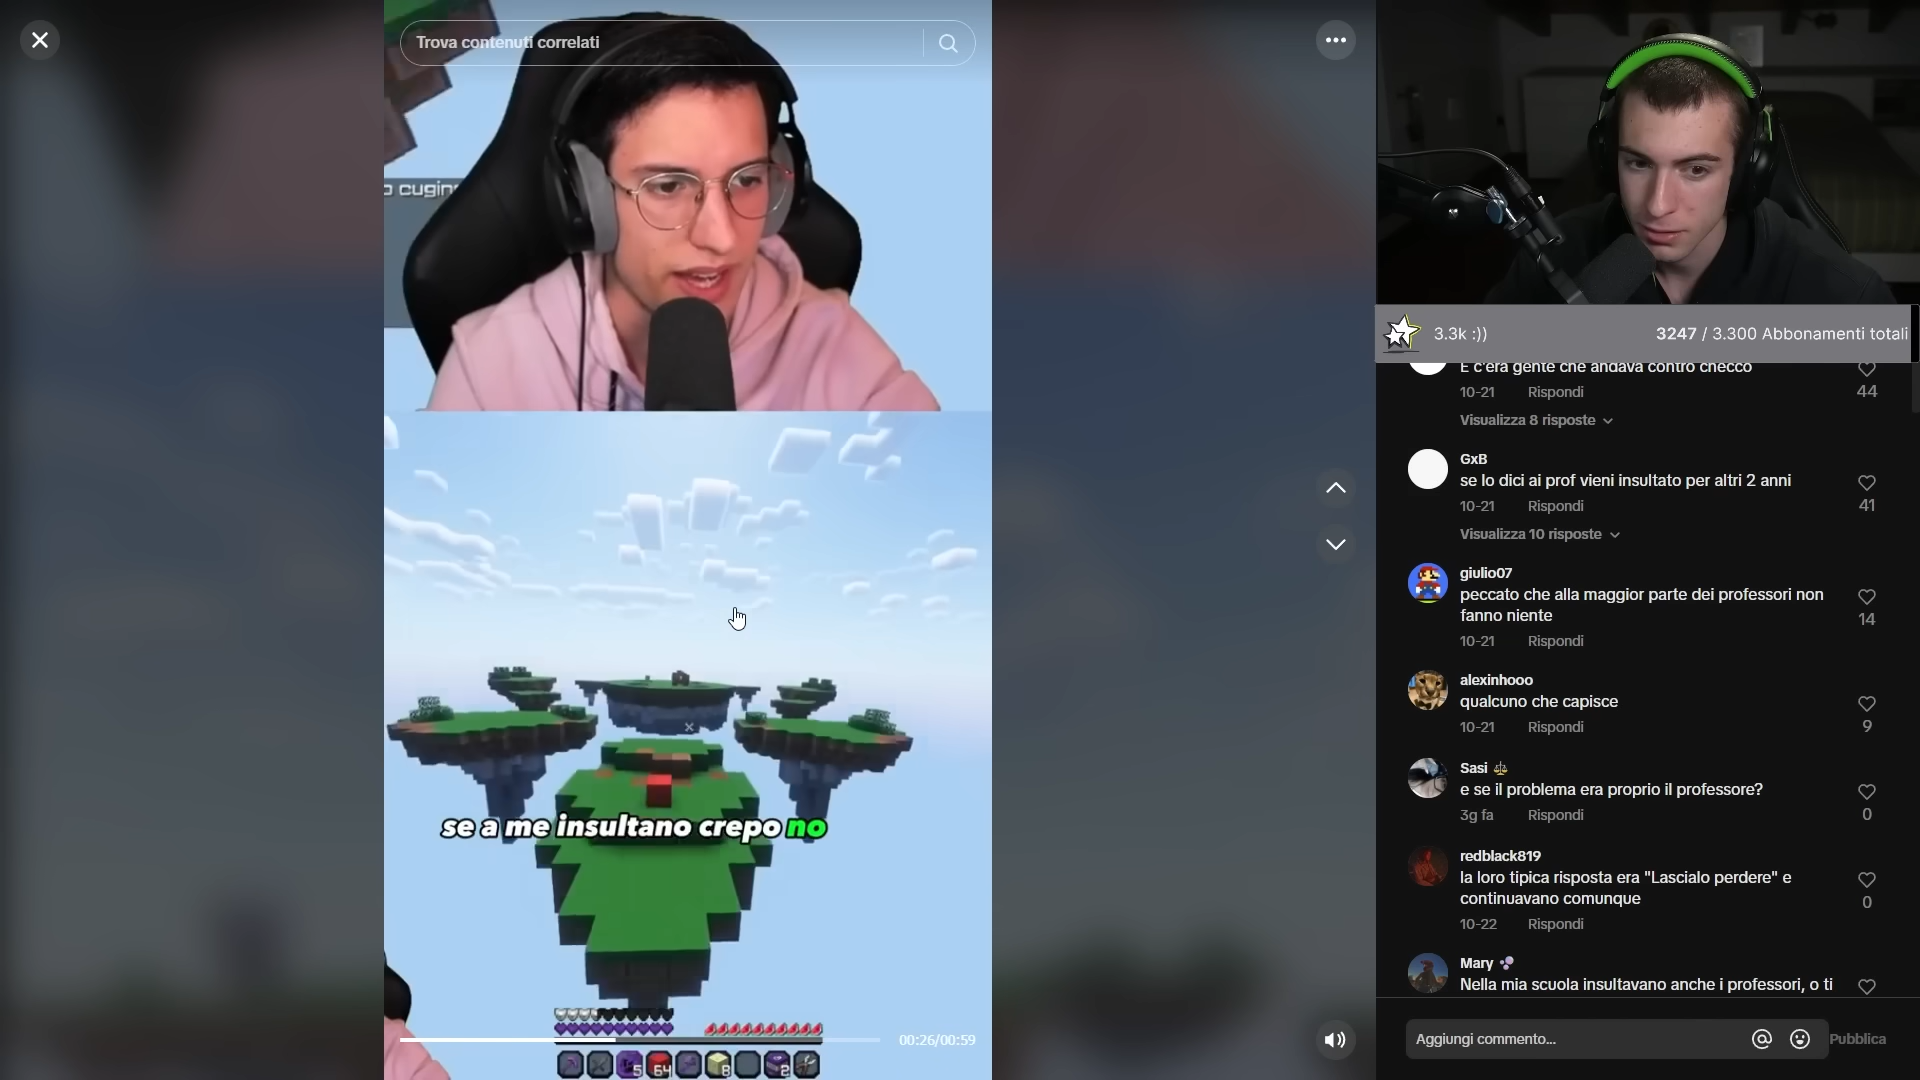 Trova contenuti correlati
o cugin
se a me insultano crepo no
00:26/00:59
5
64
8
2
3.3k :))
3247 / 3.300 Abbonamenti totali
E c'era gente che andava contro checco
10-21 Rispondi
44
Visualizza 8 risposte
GxB
se lo dici ai prof vieni insultato per altri 2 anni
10-21 Rispondi
41
Visualizza 10 risposte
giulio07
peccato che alla maggior parte dei professori non
fanno niente
14
10-21 Rispondi
alexinhooo
qualcuno che capisce
10-21 Rispondi
9
Sasi
e se il problema era proprio il professore?
3g fa Rispondi
0
redblack819
la loro tipica risposta era "Lascialo perdere" e
continuavano comunque
0
10-22 Rispondi
Mary
Nella mia scuola insultavano anche i professori, o ti
Aggiungi commento...
Pubblica